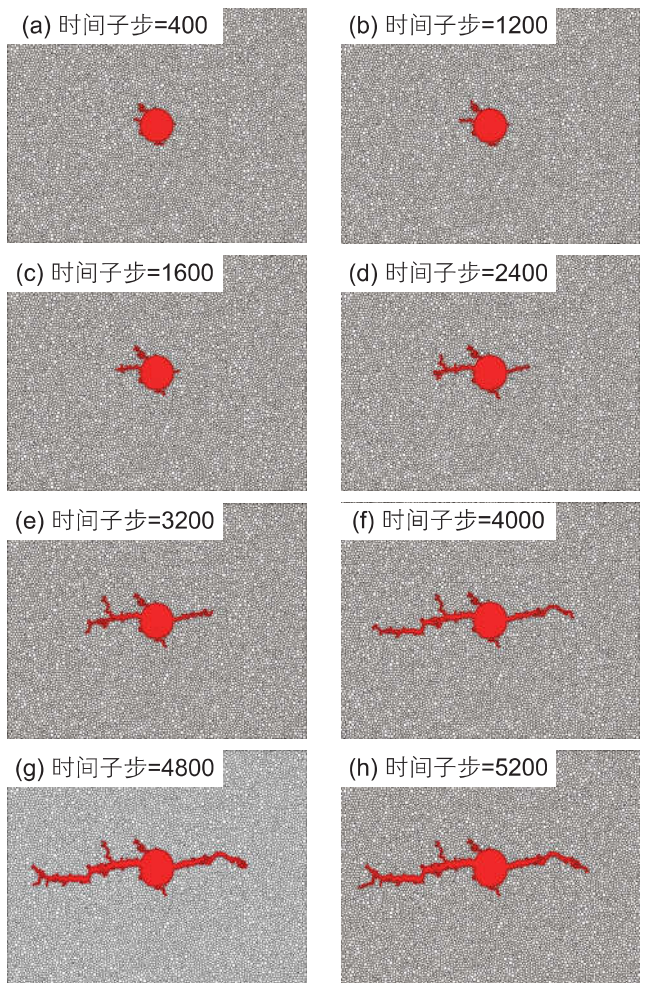 (a) 时间子步=400
(b) 时间子步=1200
(c) 时间子步=1600
(d) 时间子步=2400
(e) 时间子步=3200
(f) 时间子步=4000
(g) 时间子步=4800
(h) 时间子步=5200